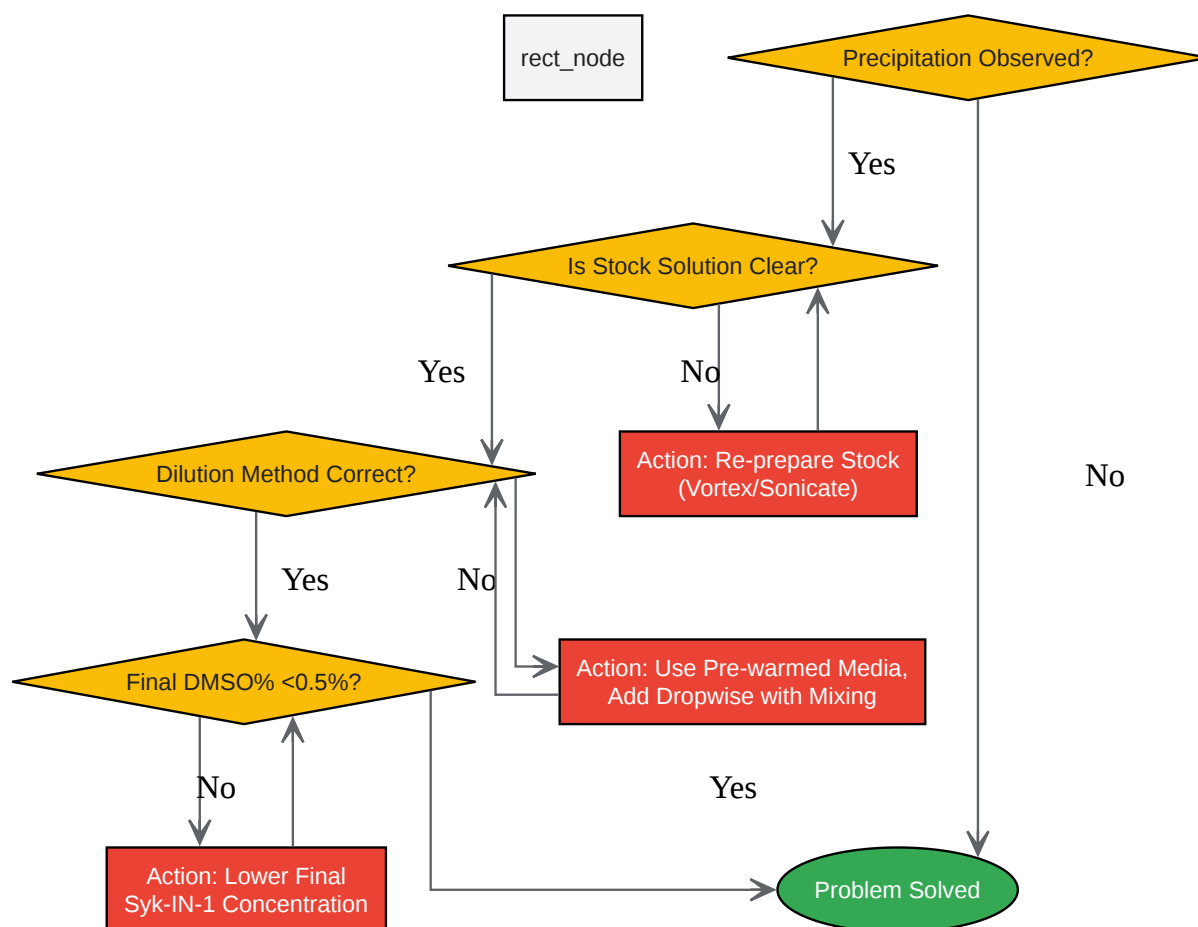 rect_node
Precipitation Observed?
Yes
Is Stock Solution Clear?
Yes
No
Action: Re-prepare Stock
(Vortex/Sonicate)
No
Dilution Method Correct?
Yes
No
Action: Use Pre-warmed Media,
Add Dropwise with Mixing
Final DMSO% <0.5%?
No
Yes
Action: Lower Final
Syk-IN-1 Concentration
Problem Solved